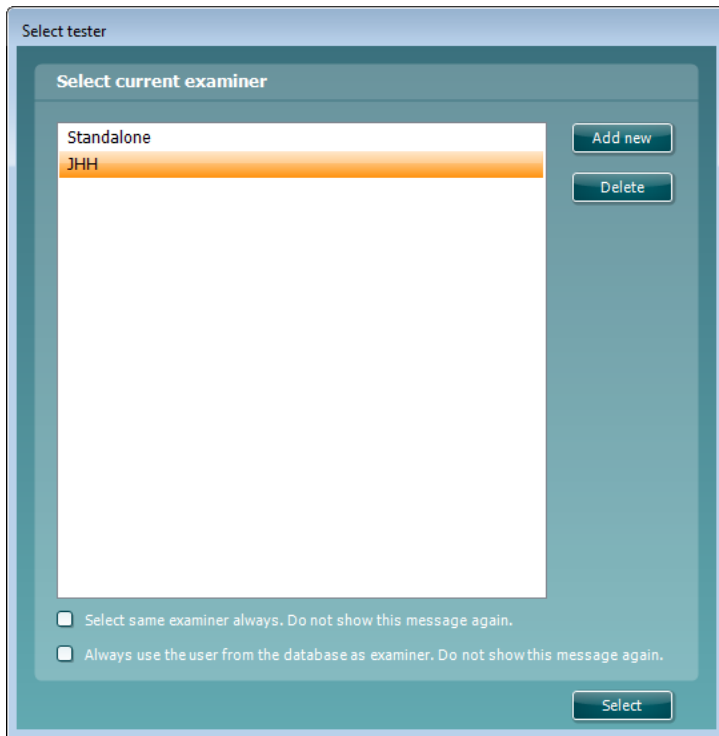 Select tester
Select current examiner
Standalone
JHH
Add new
Delete
Select same examiner always. Do not show this message again.
Always use the user from the database as examiner. Do not show this message again.
Select